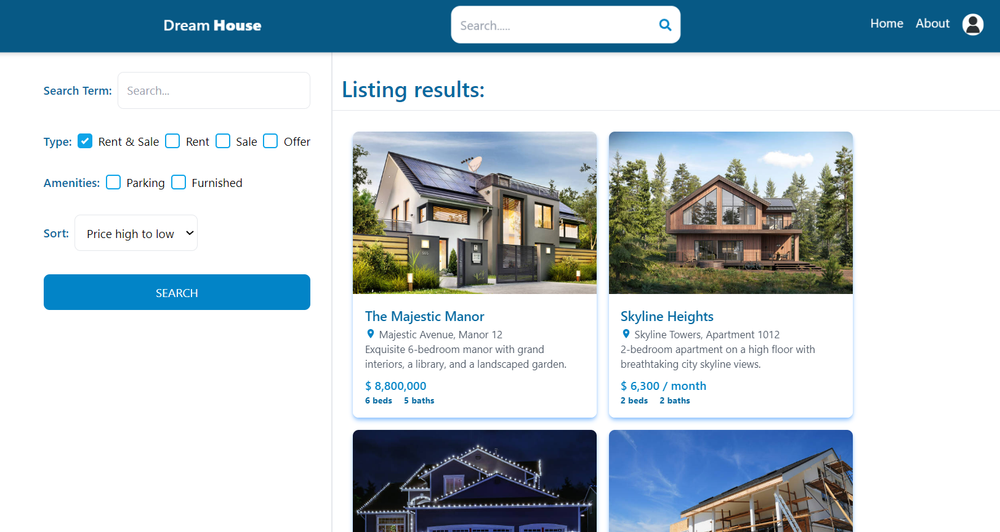 Dream House
Search.....
Home About
Search Term: Search...
Type: Rent & Sale Rent Sale Offer
Amenities: Parking Furnished
Sort: Price high to low
SEARCH
Listing results:
The Majestic Manor
Majestic Avenue, Manor 12
Exquisite 6-bedroom manor with grand
interiors, a library, and a landscaped garden.
$ 8,800,000
6 beds 5 baths
Skyline Heights
Skyline Towers, Apartment 1012
2-bedroom apartment on a high floor with
breathtaking city skyline views.
$ 6,300 / month
2 beds 2 baths